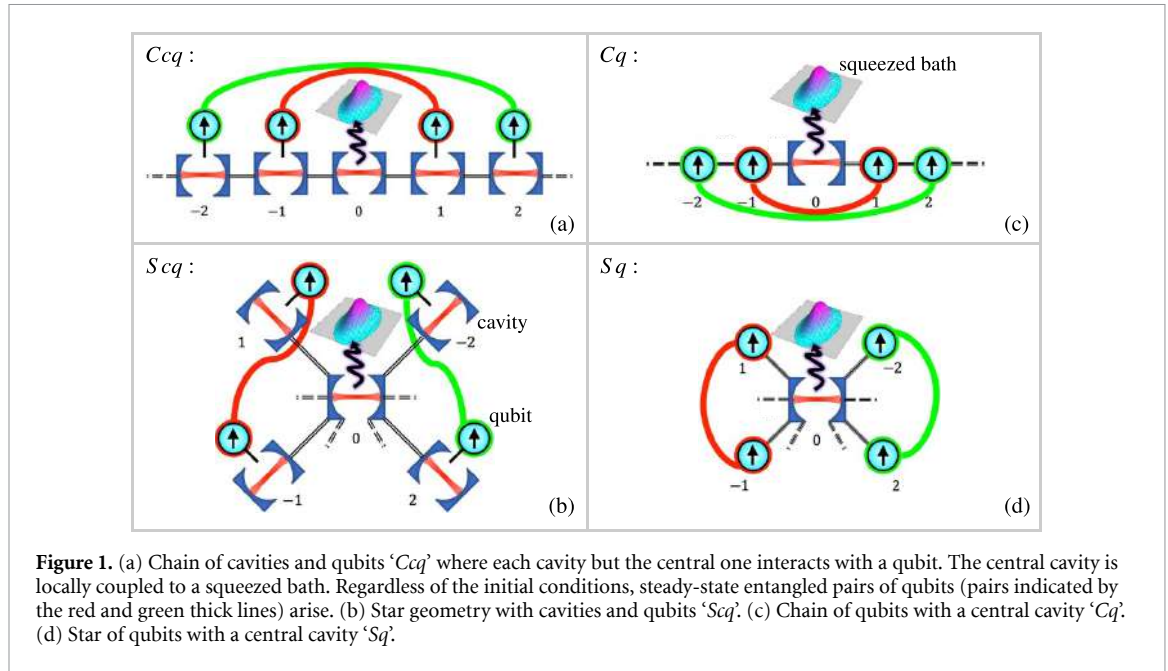 Ccq :
−2
−1
0
1
2
(a)
Cq :
squeezed bath
−2
−1
0
1
2
(c)
Scq :
1
cavity
−2
qubit
0
−1
2
(b)
Sq :
1
−2
0
−1
2
(d)
Figure 1. (a) Chain of cavities and qubits ‘Ccq’ where each cavity but the central one interacts with a qubit. The central cavity is
locally coupled to a squeezed bath. Regardless of the initial conditions, steady-state entangled pairs of qubits (pairs indicated by
the red and green thick lines) arise. (b) Star geometry with cavities and qubits ‘Scq’. (c) Chain of qubits with a central cavity ‘Cq’.
(d) Star of qubits with a central cavity ‘Sq’.